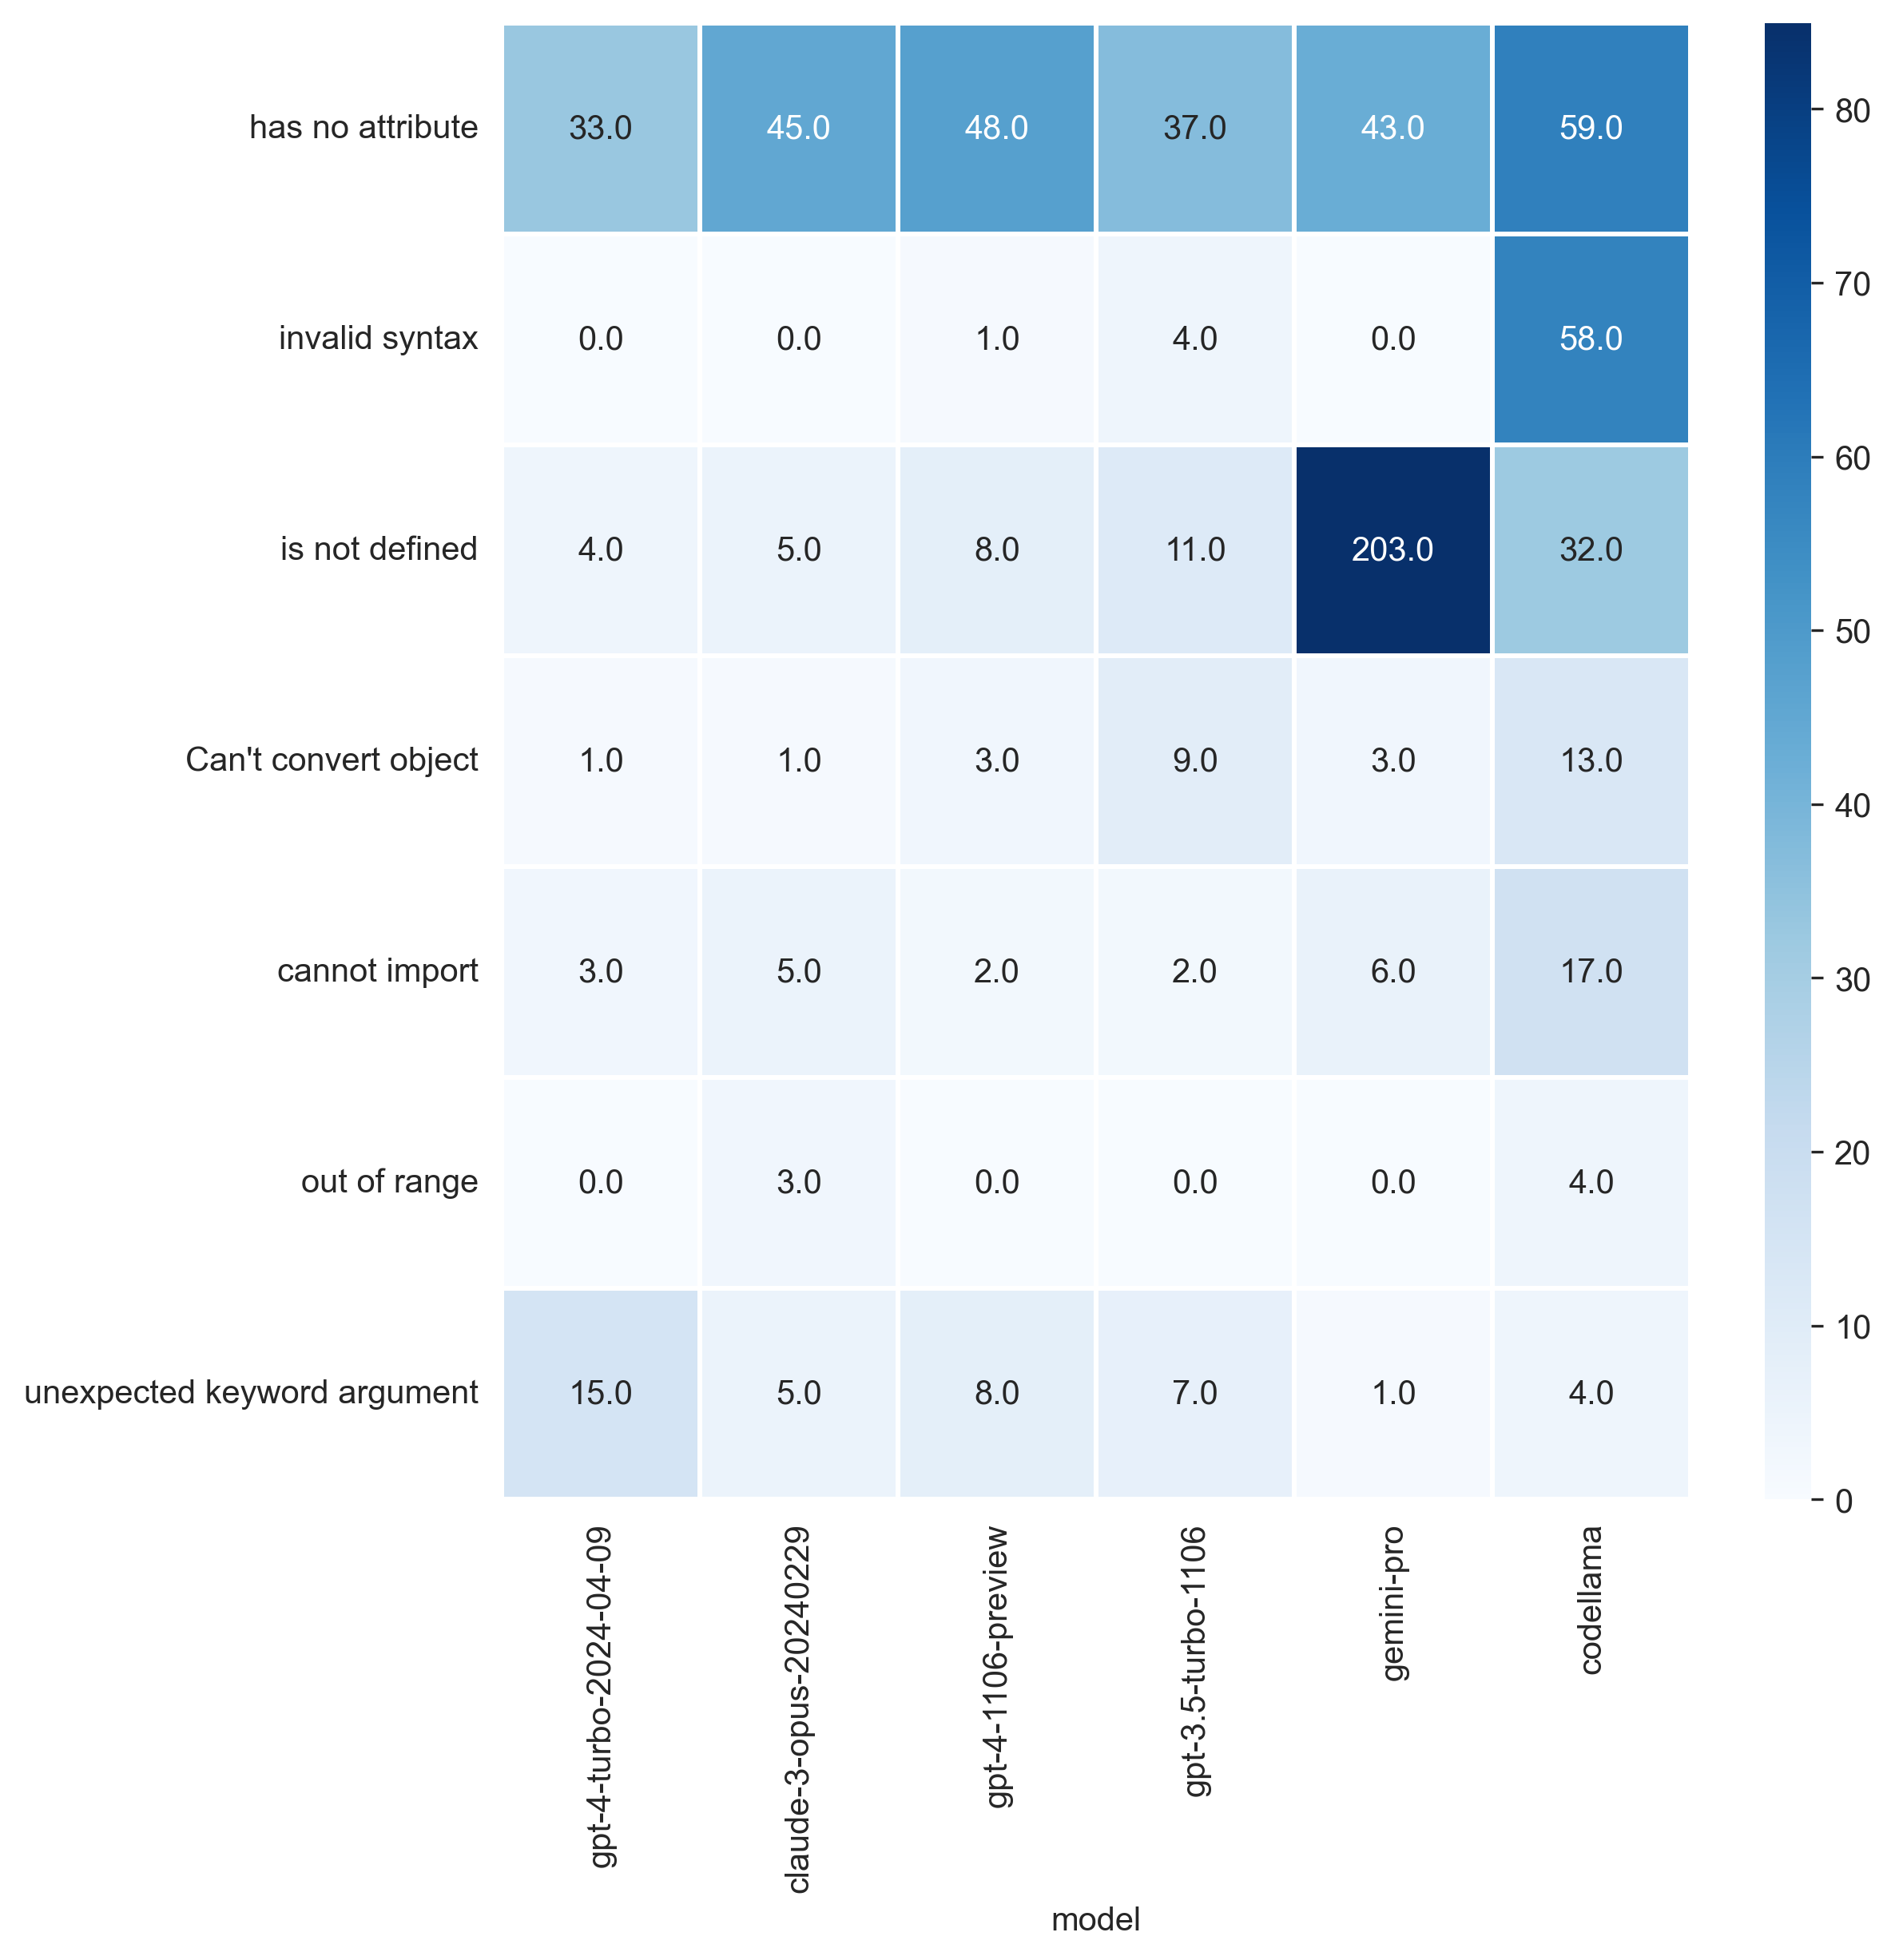 has no attribute 33.0 45.0 48.0 37.0 43.0 59.0
invalid syntax 0.0 0.0 1.0 4.0 0.0 58.0
is not defined 4.0 5.0 8.0 11.0 203.0 32.0
Can't convert object 1.0 1.0 3.0 9.0 3.0 13.0
cannot import 3.0 5.0 2.0 2.0 6.0 17.0
out of range 0.0 3.0 0.0 0.0 0.0 4.0
unexpected keyword argument 15.0 5.0 8.0 7.0 1.0 4.0
gpt-4-turbo-2024-04-09
claude-3-opus-20240229
gpt-4-1106-preview
gpt-3.5-turbo-1106
gemini-pro
codellama
model
80
70
60
50
40
30
20
10
0